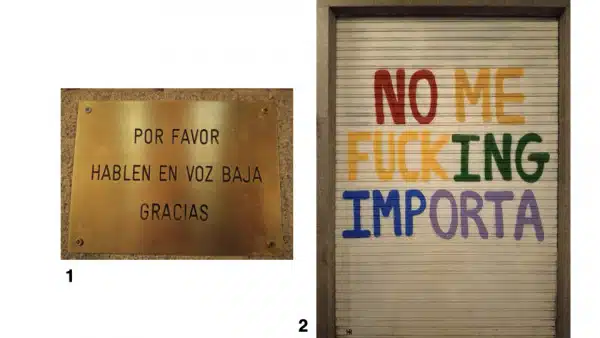 POR FAVOR
HABLEN EN VOZ BAJA
GRACIAS
1
NO ME
FUCKING
IMPORTA
2